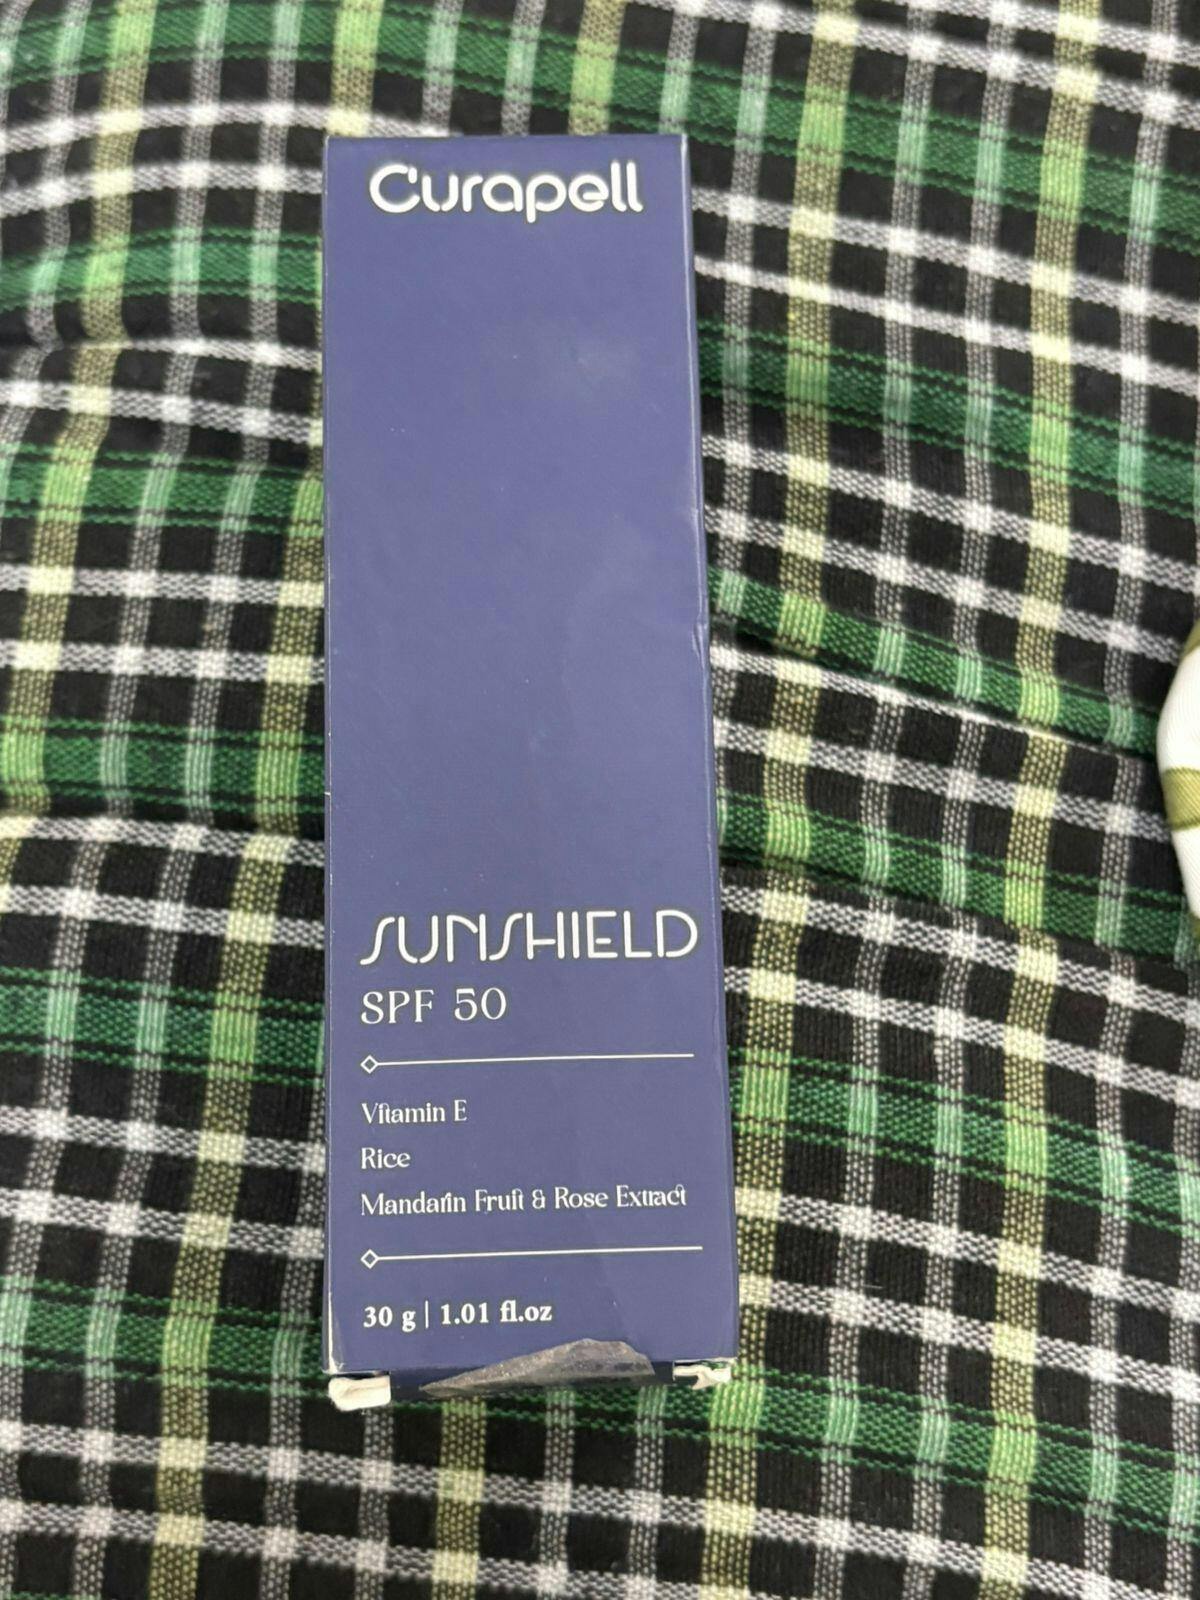 Curapell
SUNSHIELD
SPF 50
Vitamin E
Rice
Mandarin Fruit & Rose Extract
30 g | 1.01 fl.oz